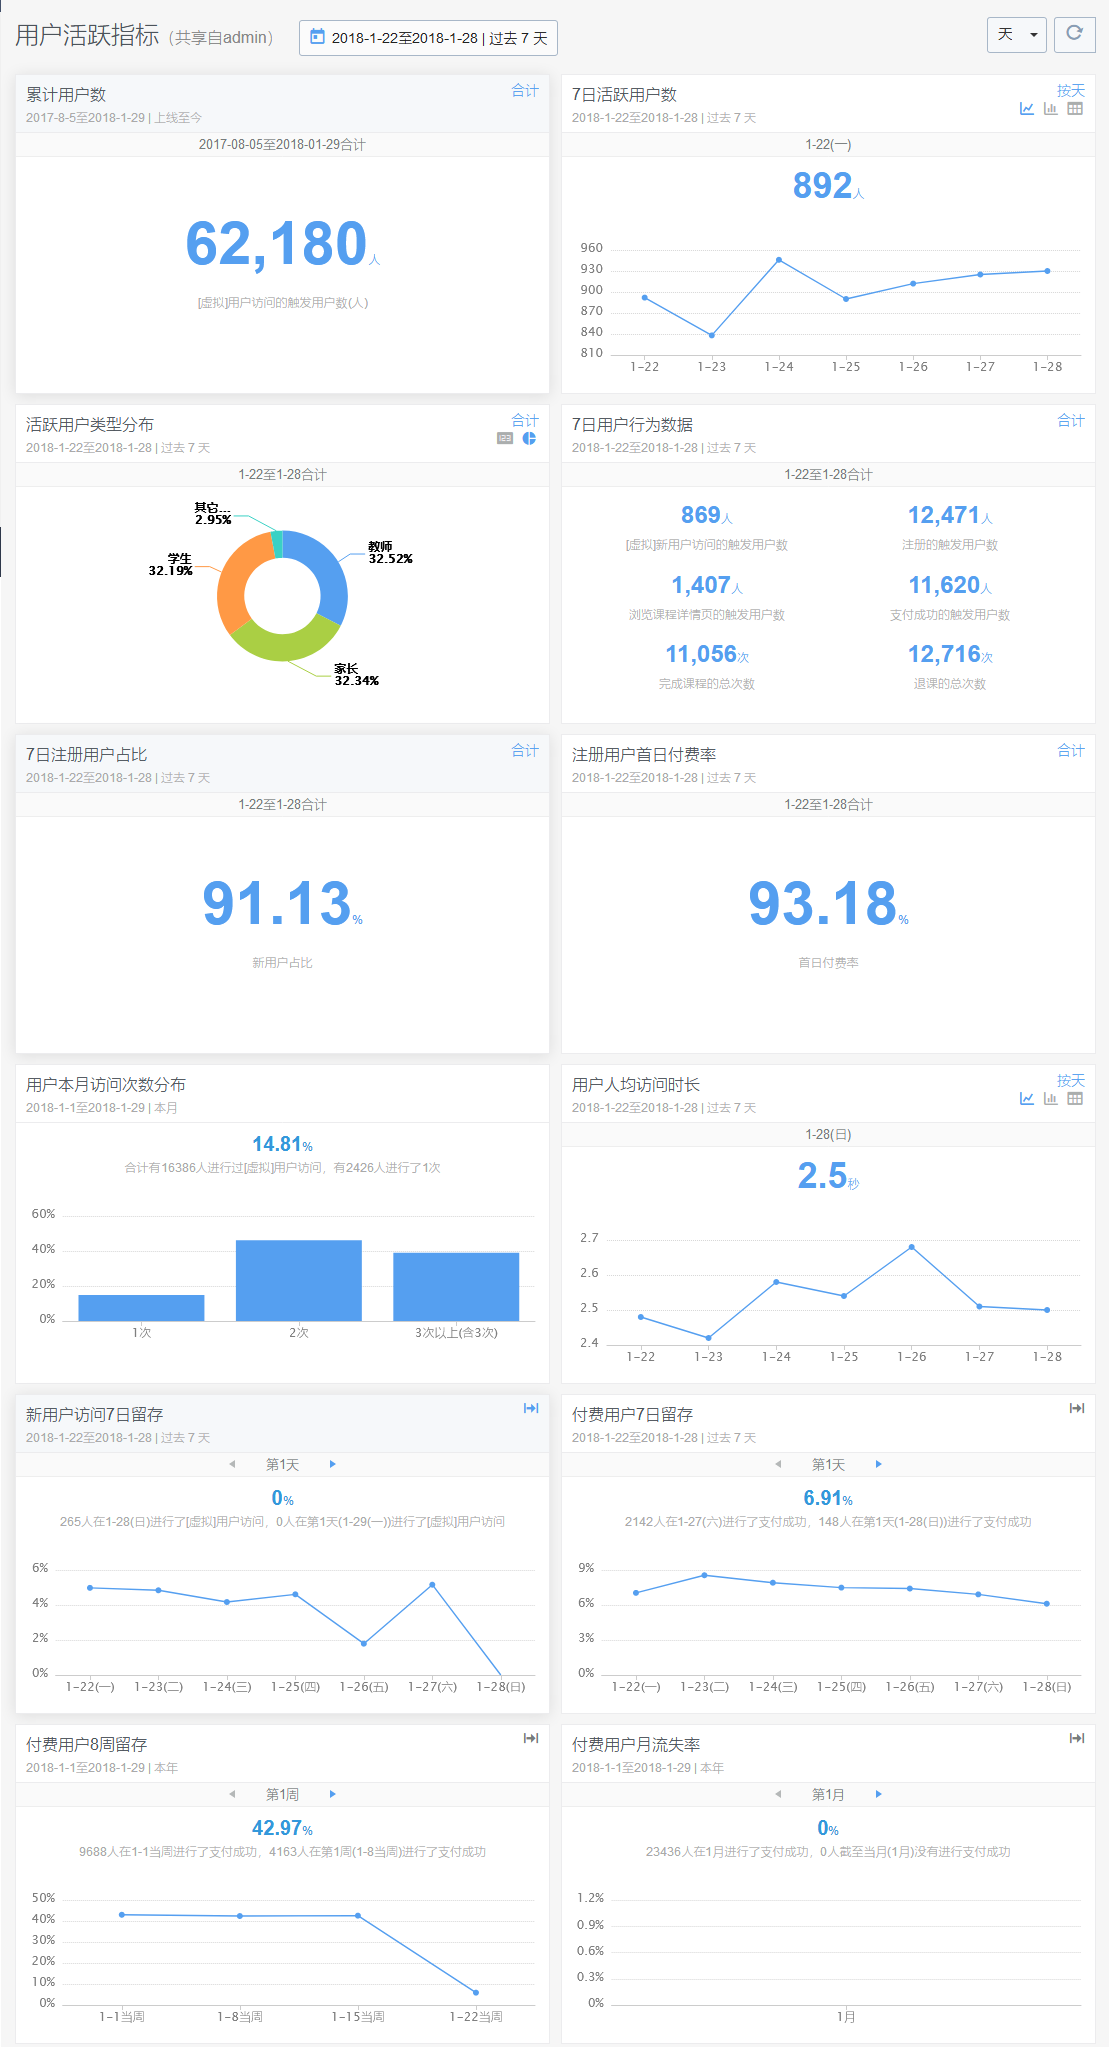 用户活跃指标（共享自admin）
2018-1-22至2018-1-28 | 过去 7 天
天
累计用户数
合计
2017-8-5至2018-1-29 | 上线至今
2017-08-05至2018-01-29合计
62,180人
[虚拟]用户访问的触发用户数(人)
7日活跃用户数
按天
2018-1-22至2018-1-28 | 过去 7 天
1-22(一)
892人
960
930
900
870
840
810
1-22 1-23 1-24 1-25 1-26 1-27 1-28
活跃用户类型分布
合计
2018-1-22至2018-1-28 | 过去 7 天
123
1-22至1-28合计
其它...
2.95%
教师
32.52%
学生
32.19%
家长
32.34%
7日用户行为数据
合计
2018-1-22至2018-1-28 | 过去 7 天
1-22至1-28合计
869人 12,471人
[虚拟]新用户访问的触发用户数 注册的触发用户数
1,407人 11,620人
浏览课程详情页的触发用户数 支付成功的触发用户数
11,056次 12,716次
完成课程的总次数 退课的总次数
7日注册用户占比
合计
2018-1-22至2018-1-28 | 过去 7 天
1-22至1-28合计
91.13%
新用户占比
注册用户首日付费率
合计
2018-1-22至2018-1-28 | 过去 7 天
1-22至1-28合计
93.18%
首日付费率
用户本月访问次数分布
2018-1-1至2018-1-29 | 本月
14.81%
合计有16386人进行过[虚拟]用户访问，有2426人进行了1次
60%
40%
20%
0%
1次 2次 3次以上(含3次)
用户人均访问时长
按天
2018-1-22至2018-1-28 | 过去 7 天
1-28(日)
2.5秒
2.7
2.6
2.5
2.4
1-22 1-23 1-24 1-25 1-26 1-27 1-28
新用户访问7日留存
2018-1-22至2018-1-28 | 过去 7 天
第1天
0%
265人在1-28(日)进行了[虚拟]用户访问，0人在第1天(1-29(一))进行了[虚拟]用户访问
6%
4%
2%
0%
1-22(一) 1-23(二) 1-24(三) 1-25(四) 1-26(五) 1-27(六) 1-28(日)
付费用户7日留存
2018-1-22至2018-1-28 | 过去 7 天
第1天
6.91%
2142人在1-27(六)进行了支付成功，148人在第1天(1-28(日))进行了支付成功
9%
6%
3%
0%
1-22(一) 1-23(二) 1-24(三) 1-25(四) 1-26(五) 1-27(六) 1-28(日)
付费用户8周留存
2018-1-1至2018-1-29 | 本年
第1周
42.97%
9688人在1-1当周进行了支付成功，4163人在第1周(1-8当周)进行了支付成功
50%
40%
30%
20%
10%
0%
1-1当周 1-8当周 1-15当周 1-22当周
付费用户月流失率
2018-1-1至2018-1-29 | 本年
第1月
0%
23436人在1月进行了支付成功，0人截至当月(1月)没有进行支付成功
1.2%
0.9%
0.6%
0.3%
0%
1月